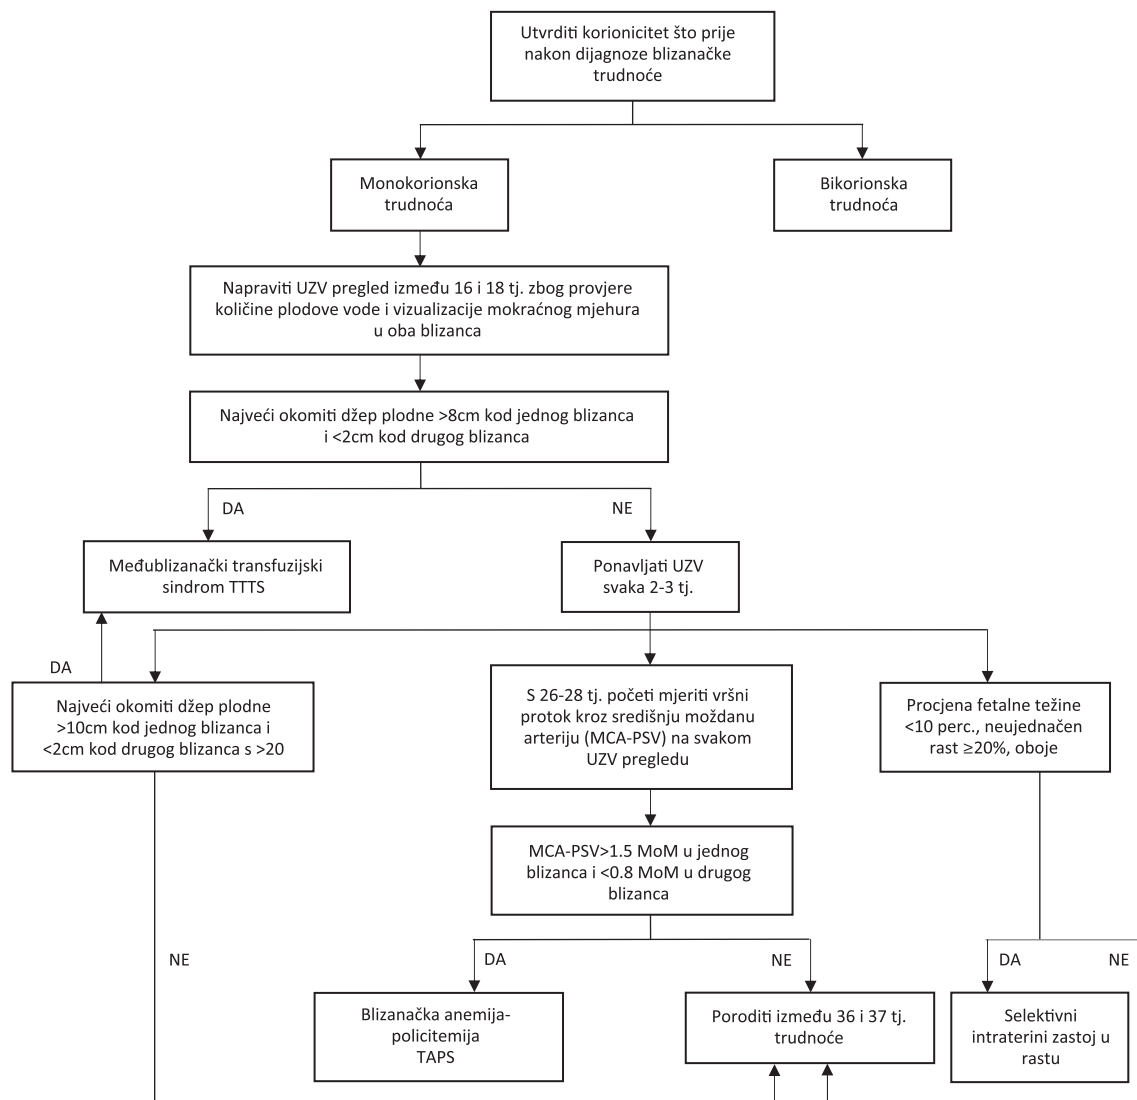 Utvrditi korionicitet što prije
nakon dijagnoze blizanačke
trudnoće
Monokorionska
trudnoća
Bikorionska
trudnoća
Napraviti UZV pregled između 16 i 18 tj. zbog provjere
količine plodove vode i vizualizacije mokraćnog mjehura
u oba blizanca
Najveći okomiti džep plodne >8cm kod jednog blizanca
i <2cm kod drugog blizanca
DA
NE
Međublizanački transfuzijski
sindrom TTTS
Ponavljati UZV
svaka 2-3 tj.
DA
Najveći okomiti džep plodne
>10cm kod jednog blizanca i
<2cm kod drugog blizanca s >20
S 26-28 tj. početi mjeriti vršni
protok kroz središnju moždanu
arteriju (MCA-PSV) na svakom
UZV pregledu
Procjena fetalne težine
<10 perc., neujednačen
rast ≥20%, oboje
MCA-PSV>1.5 MoM u jednog
blizanca i <0.8 MoM u drugog
blizanca
NE
DA
NE
DA
NE
Blizanačka anemija-
policitemija
TAPS
Poroditi između 36 i 37 tj.
trudnoće
Selektivni
intraterini zastoj u
rastu